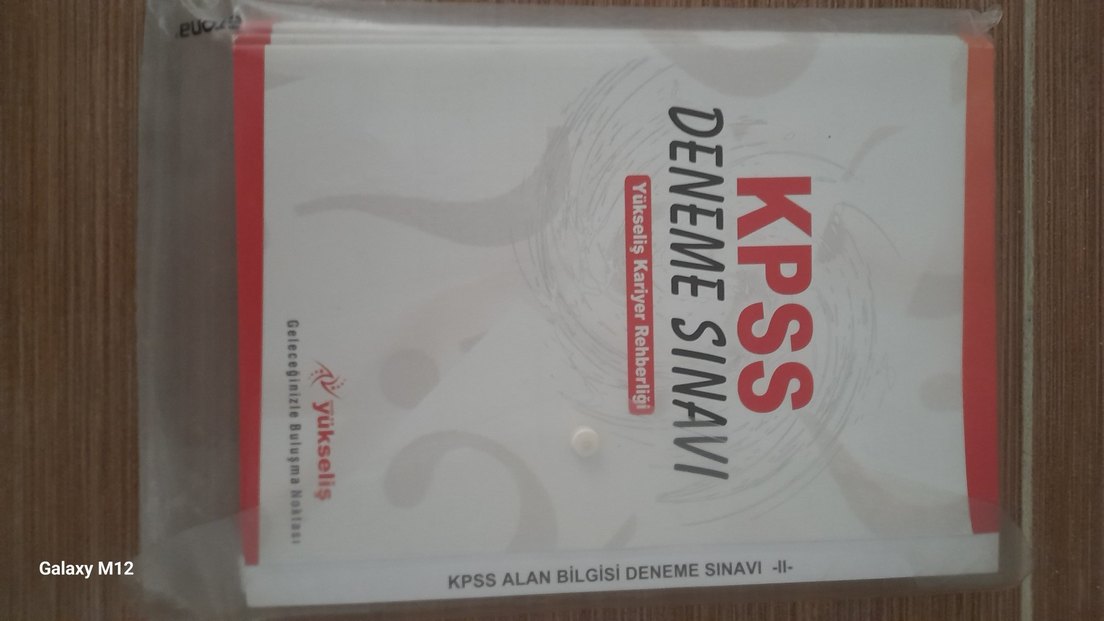 KPSS
DENEME SINAVI
Yükseliş Kariyer Rehberliği
yükseliş
Geleceğinizle Buluşma Noktası
KPSS ALAN BİLGİSİ DENEME SINAVI -II-
Galaxy M12